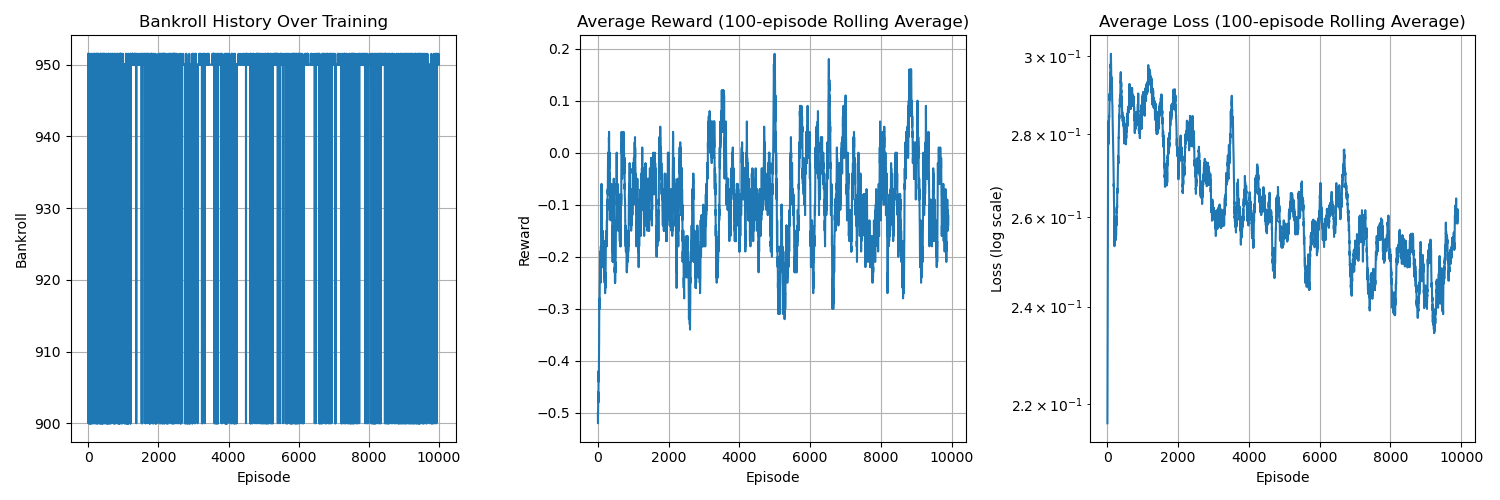 Bankroll History Over Training
950
940
930
920
910
900
Bankroll
0 2000 4000 6000 8000 10000
Episode
Average Reward (100-episode Rolling Average)
0.2
0.1
0.0
−0.1
−0.2
−0.3
−0.4
−0.5
Reward
0 2000 4000 6000 8000 10000
Episode
Average Loss (100-episode Rolling Average)
3 × 10⁻¹
2.8 × 10⁻¹
2.6 × 10⁻¹
2.4 × 10⁻¹
2.2 × 10⁻¹
Loss (log scale)
0 2000 4000 6000 8000 10000
Episode